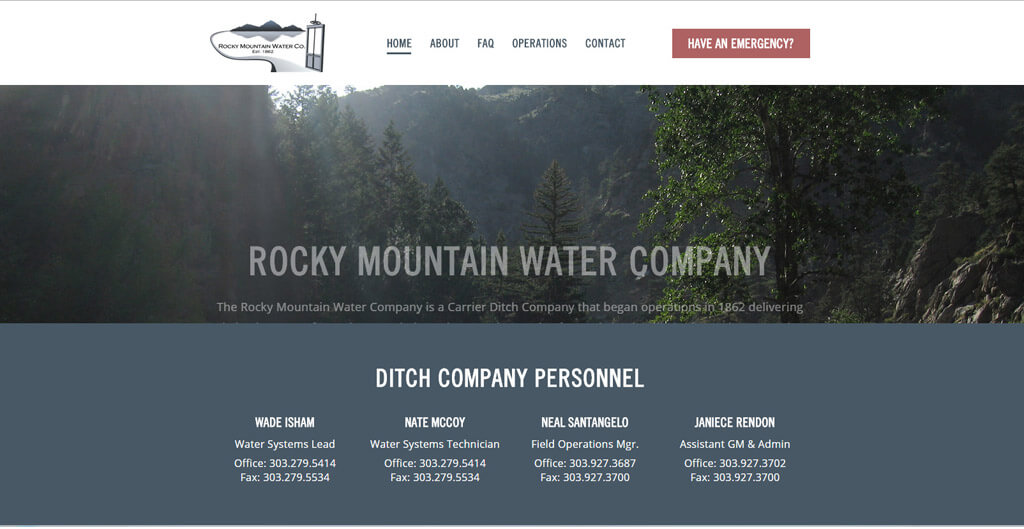 ROCKY MOUNTAIN WATER CO.
EST. 1862
HOME ABOUT FAQ OPERATIONS CONTACT
HAVE AN EMERGENCY?
ROCKY MOUNTAIN WATER COMPANY
The Rocky Mountain Water Company is a Carrier Ditch Company that began operations in 1862 delivering
DITCH COMPANY PERSONNEL
WADE ISHAM
Water Systems Lead
Office: 303.279.5414
Fax: 303.279.5534
NATE MCCOY
Water Systems Technician
Office: 303.279.5414
Fax: 303.279.5534
NEAL SANTANGELO
Field Operations Mgr.
Office: 303.927.3687
Fax: 303.927.3700
JANIECE RENDON
Assistant GM & Admin
Office: 303.927.3702
Fax: 303.927.3700